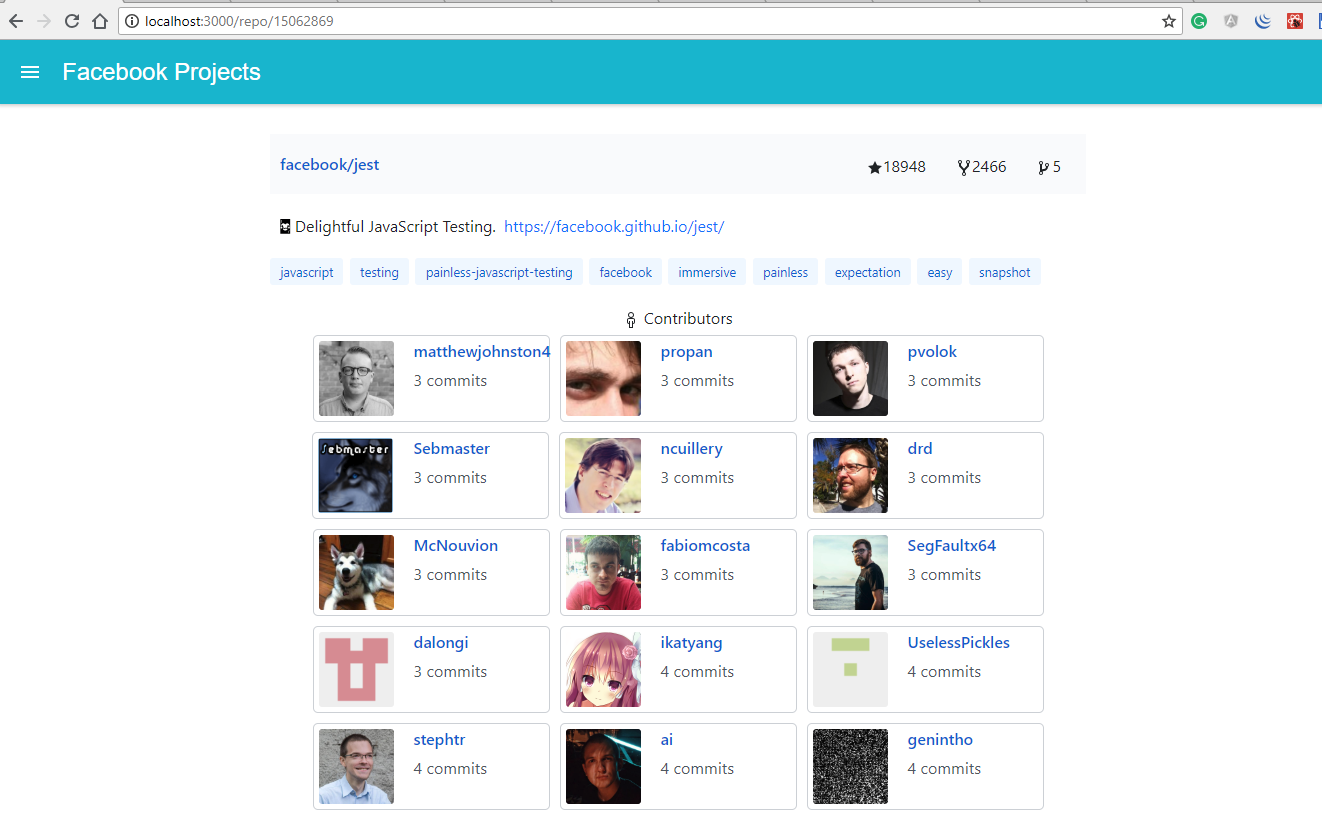 localhost:3000/repo/15062869
Facebook Projects
facebook/jest 18948 2466 5
Delightful JavaScript Testing. https://facebook.github.io/jest/
javascript testing painless-javascript-testing facebook immersive painless expectation easy snapshot
Contributors
matthewjohnston4 propan pvolok
3 commits 3 commits 3 commits
Sebmaster
Sebmaster ncuillery drd
3 commits 3 commits 3 commits
McNouvion fabiomcosta SegFaultx64
3 commits 3 commits 3 commits
dalongi ikatyang UselessPickles
3 commits 4 commits 4 commits
stephtr ai genintho
4 commits 4 commits 4 commits